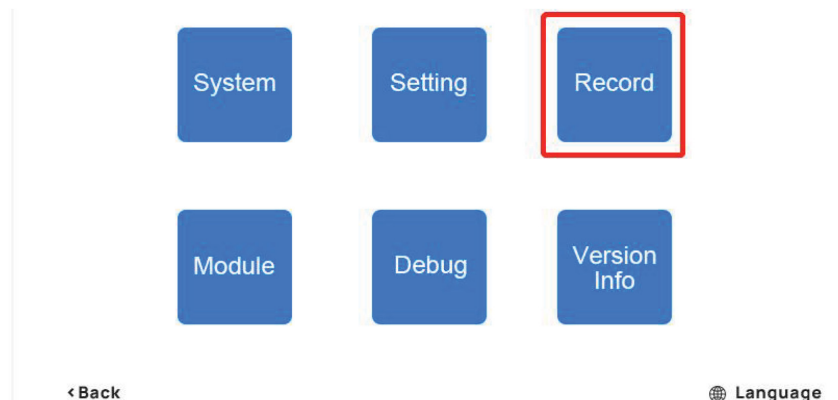 System
Setting
Record
Module
Debug
Version
Info
<Back
Language